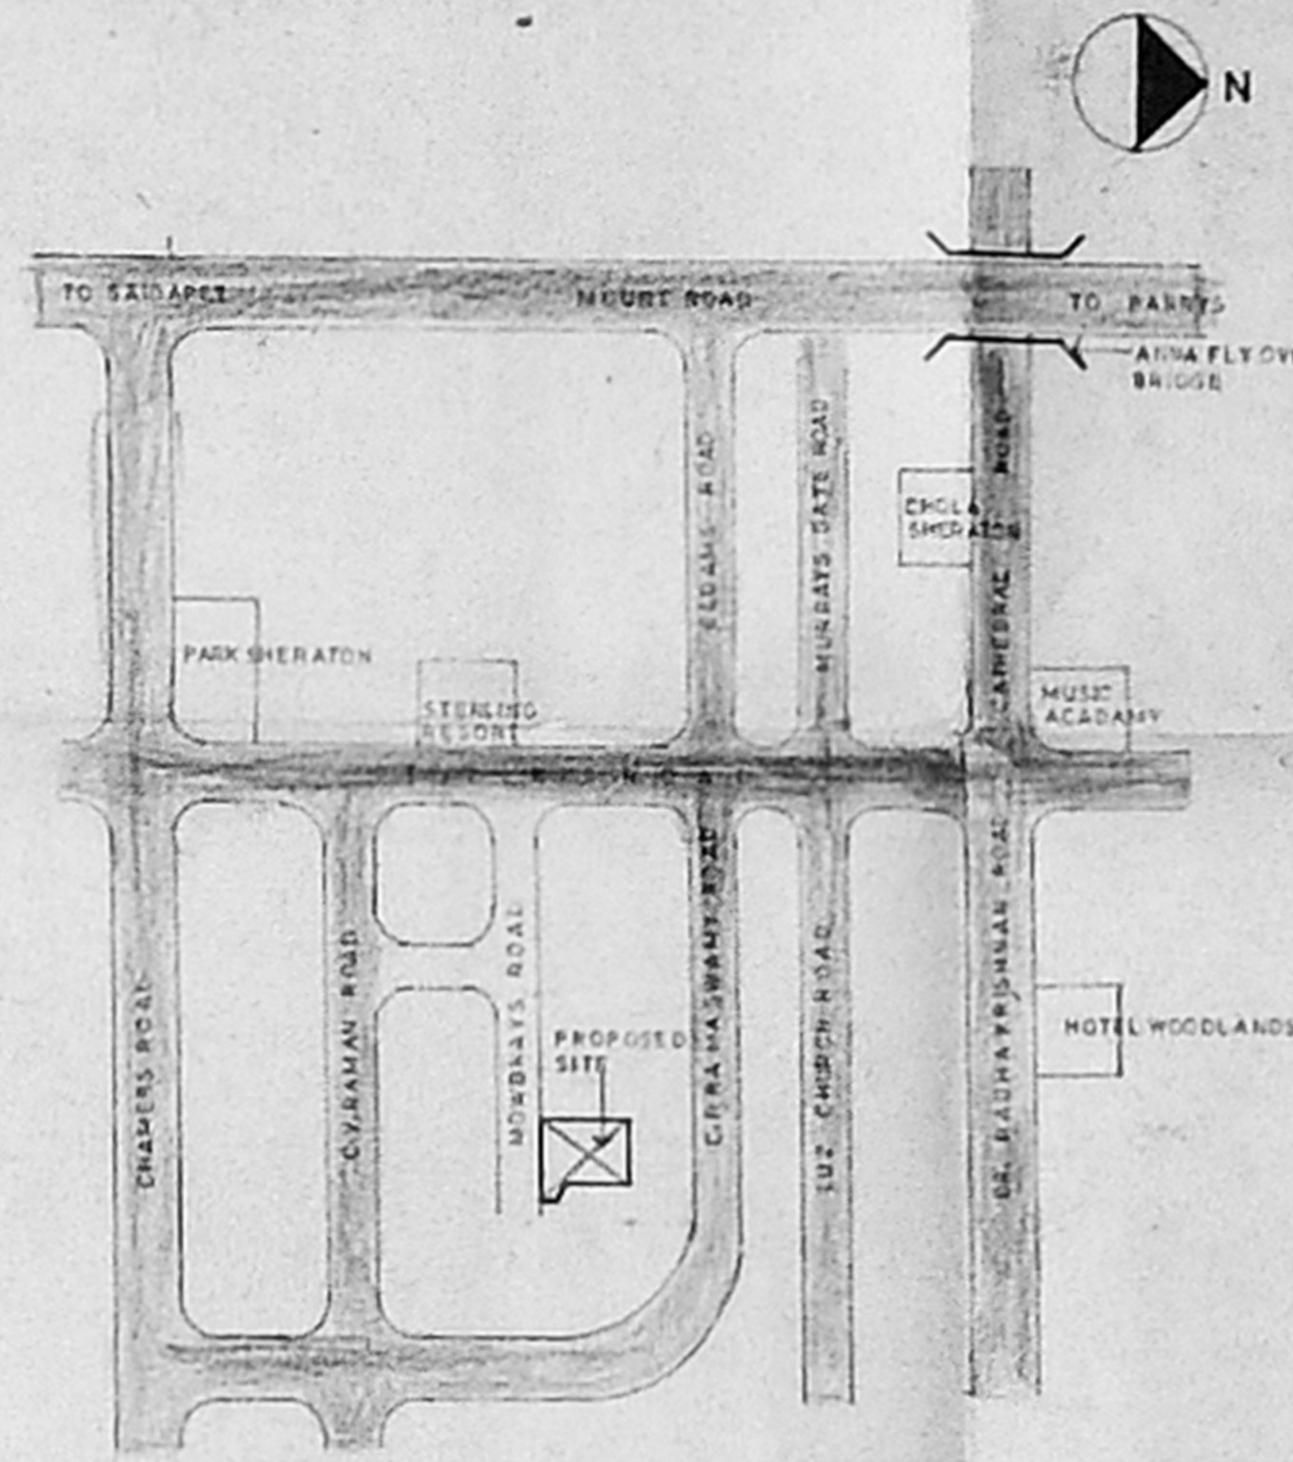 N
TO SAIDAPET
MOUNT ROAD
TO PARRYS
ANNA FLY OV
BRIDGE
ELDAMS ROAD
MURRAYS GATE ROAD
CATHEDRAL ROAD
CHOLA
SHERATON
PARK SHERATON
STERLING
RESORT
MUSIC
ACADAMY
CHAMERS ROAD
C.V.RAMAN ROAD
MOWBRAYS ROAD
PROPOSED
SITE
C.P.RAMASWAMY ROAD
LUZ CHURCH ROAD
DR. RADHAKRISHNAN ROAD
HOTEL WOODLANDS